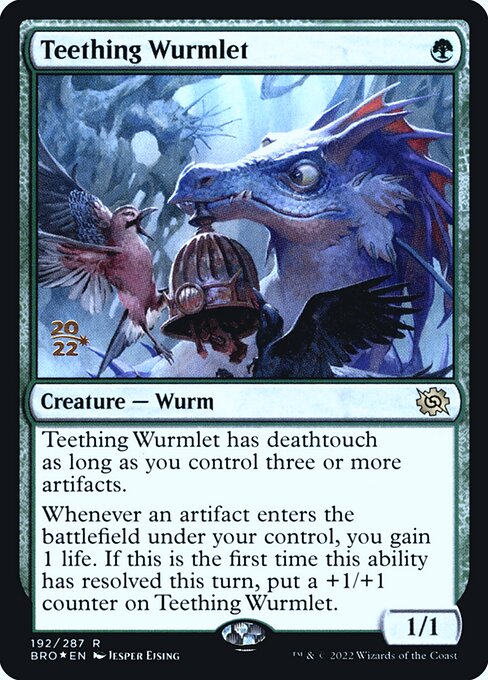 Teething Wurmlet
20
22
Creature — Wurm
Teething Wurmlet has deathtouch
as long as you control three or more
artifacts.
Whenever an artifact enters the
battlefield under your control, you gain
1 life. If this is the first time this ability
has resolved this turn, put a +1/+1
counter on Teething Wurmlet.
1/1
192/287 R
BRO★EN Jesper Ejsing
™ & © 2022 Wizards of the Coast